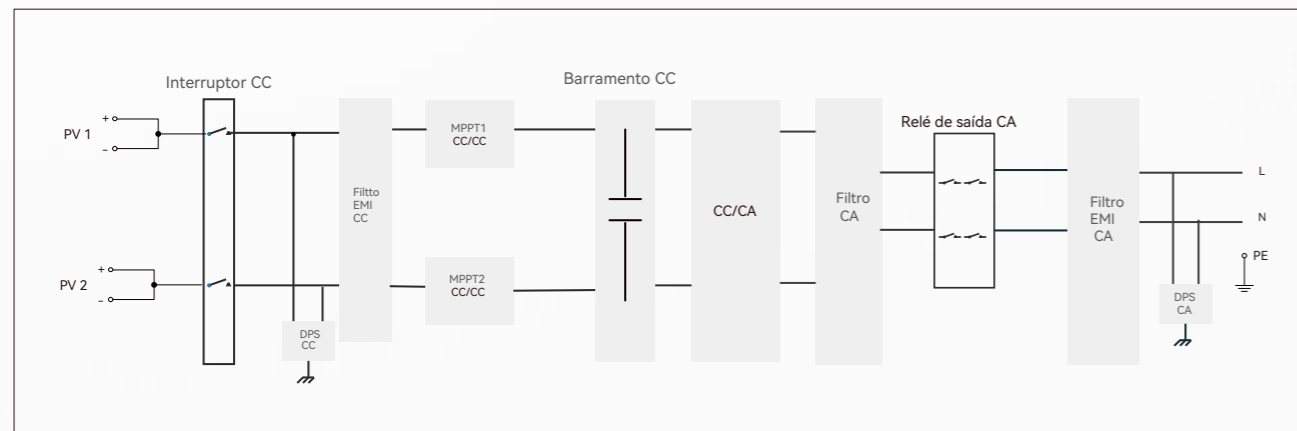 Interruptor CC
Barramento CC
PV 1
+
-
Filtto
EMI
CC
MPPT1
CC/CC
CC/CA
Filtro
CA
Relé de saída CA
Filtro
EMI
CA
L
N
PE
PV 2
+
-
MPPT2
CC/CC
DPS
CC
DPS
CA